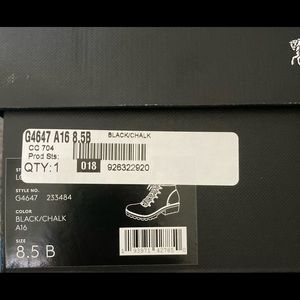 G4647 A16 8.5B BLACK/CHALK
CC 704
Prod Sts:
QTY:1 018 926322920
STYLE NO.
G4647 233484
COLOR
BLACK/CHALK
A16
SIZE
8.5 B